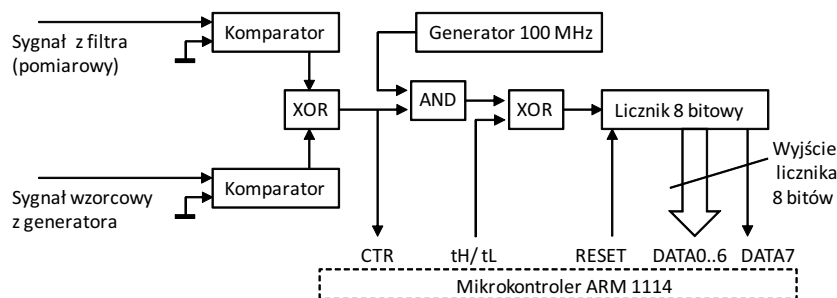 Sygnał z filtra
(pomiarowy)
Komparator
Generator 100 MHz
XOR
AND
XOR
Licznik 8 bitowy
Sygnał wzorcowy
z generatora
Komparator
Wyjście
licznika
8 bitów
CTR
tH/ tL
RESET
DATA0..6
DATA7
Mikrokontroler ARM 1114